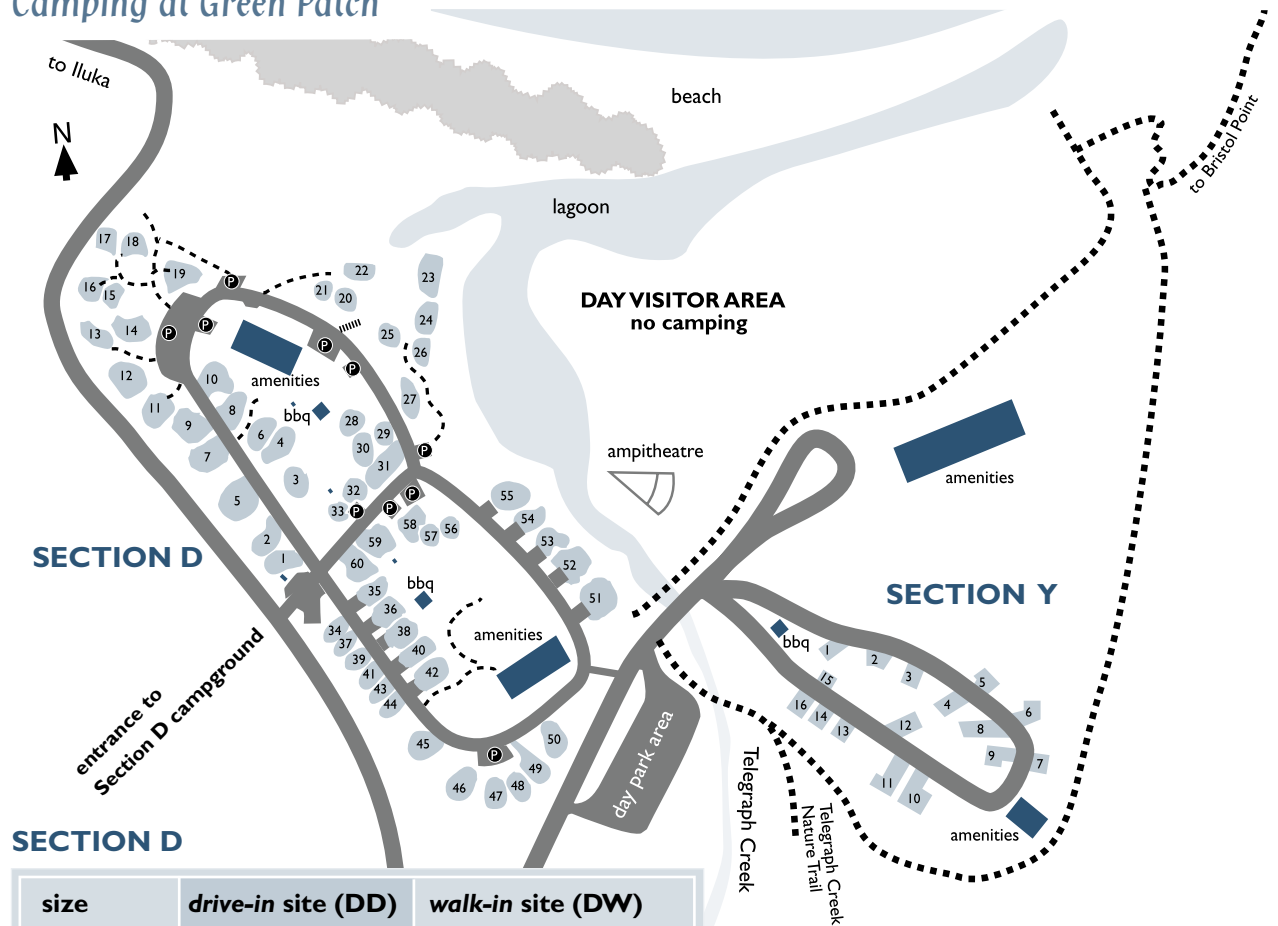 Camping at Green Patch
to Iluka
beach
N
to Bristol Point
lagoon
17
18
19
16
15
22
21
20
23
P
24
25
26
DAY VISITOR AREA
no camping
13
14
P
P
P
P
12
10
amenities
11
8
9
bbq
27
7
6
4
28
29
30
31
P
ampitheatre
amenities
3
5
32
33
P
P
P
55
54
53
52
51
58
57
56
59
60
2
1
SECTION D
bbq
SECTION Y
35
36
38
40
42
34
37
39
41
43
44
amenities
bbq
1
2
3
4
5
6
7
8
9
10
11
12
13
14
15
16
entrance to
Section D campground
45
P
50
49
48
47
46
day park area
Telegraph Creek
Telegraph Creek
Nature Trail
amenities
SECTION D
size
drive-in site (DD)
walk-in site (DW)